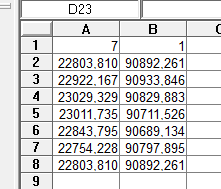 D23
A B
1 7 1
2 22803,810 90892,261
3 22922,167 90933,846
4 23029,329 90829,883
5 23011,735 90711,526
6 22843,795 90689,134
7 22754,228 90797,895
8 22803,810 90892,261
9